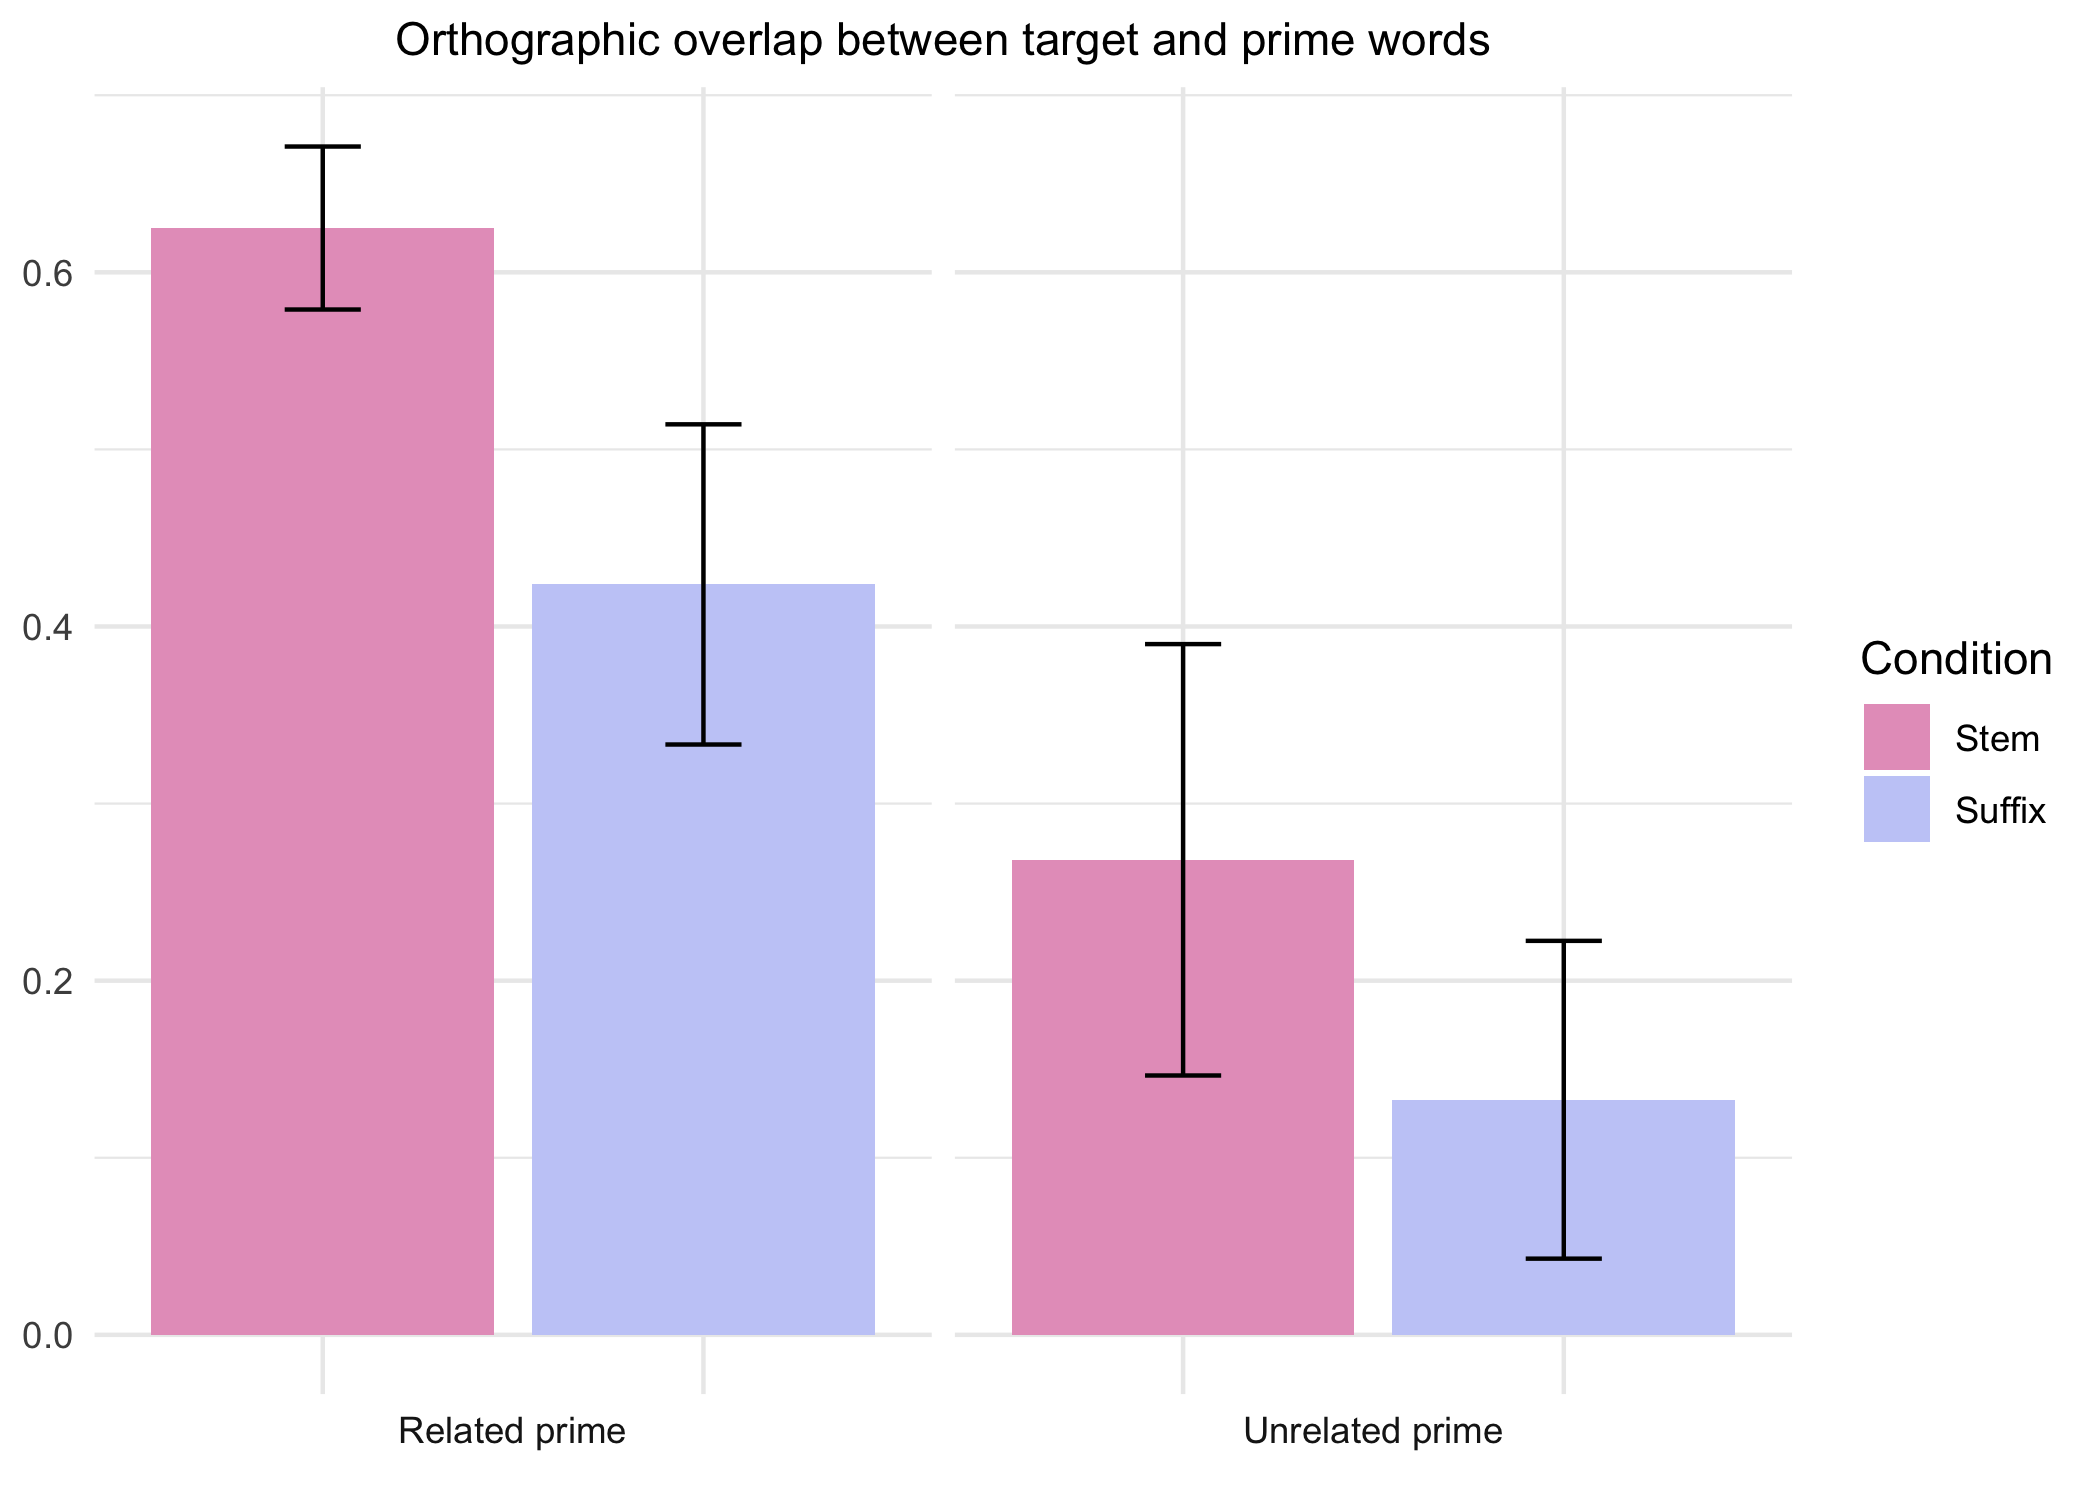 Orthographic overlap between target and prime words
0.6
0.4
0.2
0.0
Related prime
Unrelated prime
Condition
Stem
Suffix